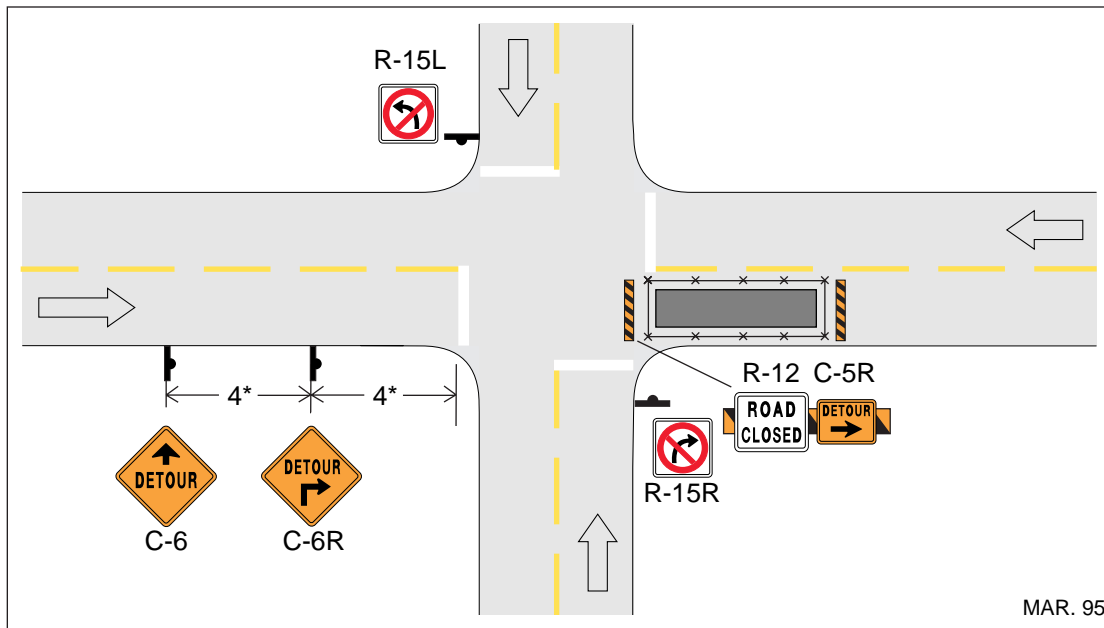 R-15L
4*
4*
DETOUR
C-6
DETOUR
C-6R
R-12 C-5R
ROAD
CLOSED
DETOUR
R-15R
MAR. 95